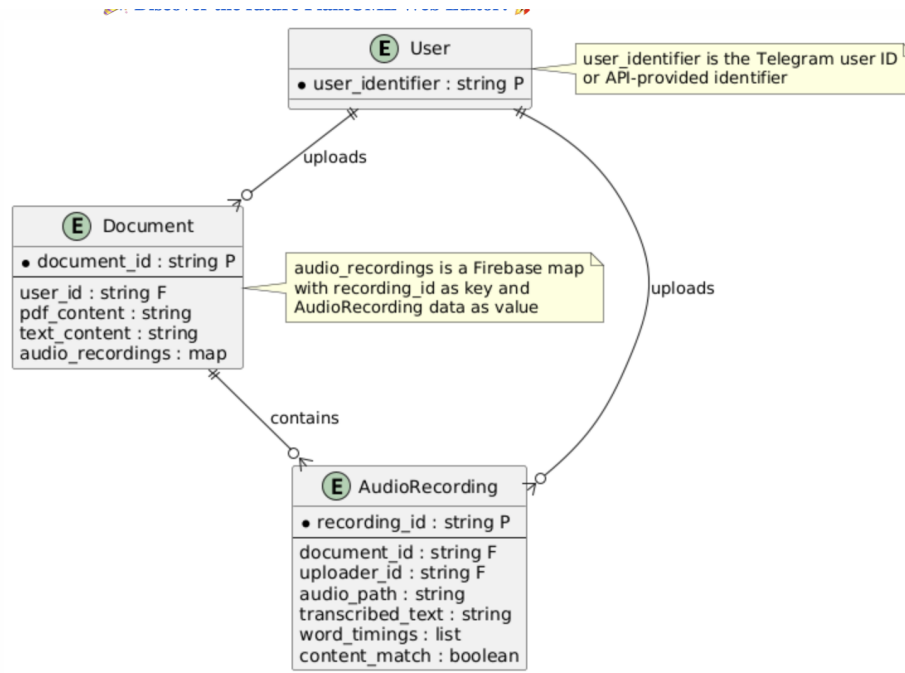 E User
user_identifier : string P
user_identifier is the Telegram user ID
or API-provided identifier
uploads
E Document
document_id : string P
user_id : string F
pdf_content : string
text_content : string
audio_recordings : map
audio_recordings is a Firebase map
with recording_id as key and
AudioRecording data as value
uploads
contains
E AudioRecording
recording_id : string P
document_id : string F
uploader_id : string F
audio_path : string
transcribed_text : string
word_timings : list
content_match : boolean